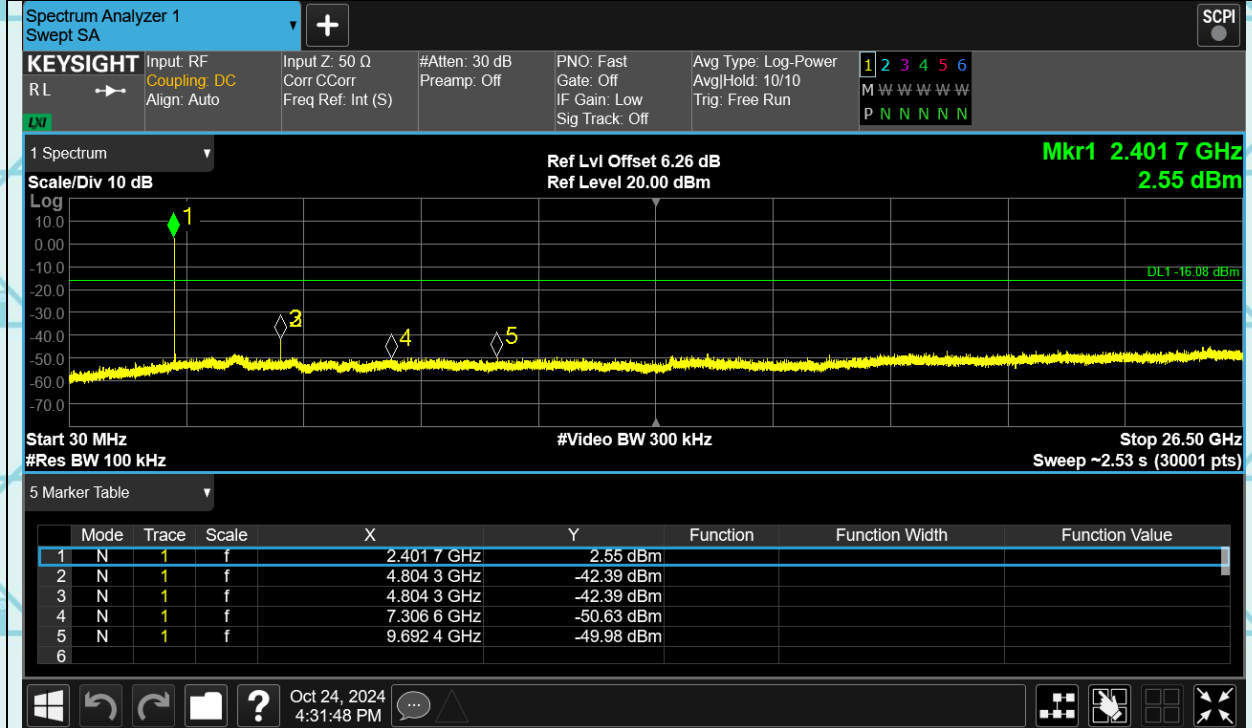 Spectrum Analyzer 1
Swept SA
SCPI
KEYSIGHT
RL
LXI
Input: RF
Coupling: DC
Align: Auto
Input Z: 50 Ω
Corr CCorr
Freq Ref: Int (S)
#Atten: 30 dB
Preamp: Off
PNO: Fast
Gate: Off
IF Gain: Low
Sig Track: Off
Avg Type: Log-Power
Avg|Hold: 10/10
Trig: Free Run
1 2 3 4 5 6
M W W W W W
P N N N N N
1 Spectrum
Scale/Div 10 dB
Ref Lvl Offset 6.26 dB
Ref Level 20.00 dBm
Mkr1 2.401 7 GHz
2.55 dBm
Log
10.0
0.00
-10.0
-20.0
-30.0
-40.0
-50.0
-60.0
-70.0
1
3
4
5
DL1 -16.08 dBm
Start 30 MHz
#Video BW 300 kHz
Stop 26.50 GHz
#Res BW 100 kHz
Sweep ~2.53 s (30001 pts)
5 Marker Table
Mode Trace Scale X Y Function Function Width Function Value
1 N 1 f 2.401 7 GHz 2.55 dBm
2 N 1 f 4.804 3 GHz -42.39 dBm
3 N 1 f 4.804 3 GHz -42.39 dBm
4 N 1 f 7.306 6 GHz -50.63 dBm
5 N 1 f 9.692 4 GHz -49.98 dBm
6
?
Oct 24, 2024
4:31:48 PM